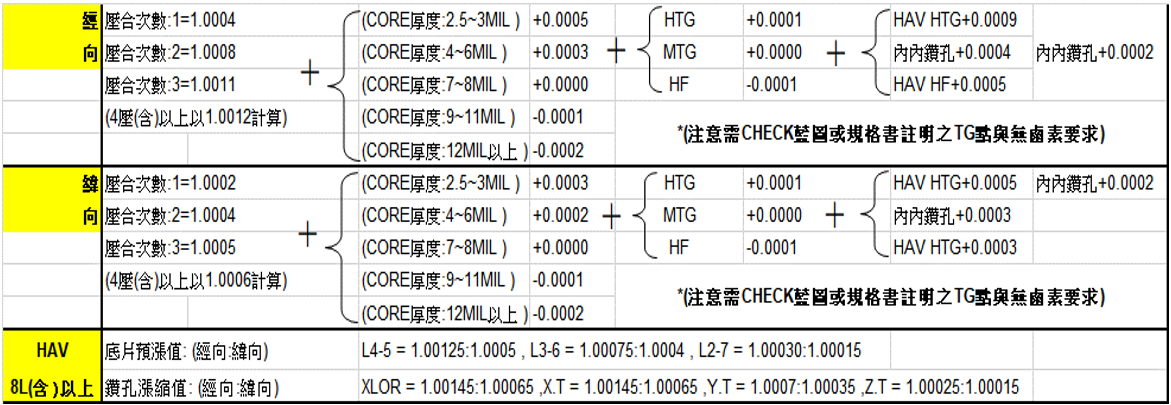 經 壓合次數:1=1.0004 (CORE厚度:2.5~3MIL ) +0.0005 HTG +0.0001 HAV HTG+0.0009
向 壓合次數:2=1.0008 + (CORE厚度:4~6MIL ) +0.0003 + MTG +0.0000 + 內內鑽孔+0.0004 內內鑽孔+0.0002
壓合次數:3=1.0011 (CORE厚度:7~8MIL ) +0.0000 HF -0.0001 HAV HF+0.0005
(4壓(含)以上以1.0012計算) (CORE厚度:9~11MIL ) -0.0001
*(注意需CHECK藍圖或規格書註明之TG點與無鹵素要求)
(CORE厚度:12MIL以上 ) -0.0002
緯 壓合次數:1=1.0002 (CORE厚度:2.5~3MIL ) +0.0003 HTG +0.0001 HAV HTG+0.0005 內內鑽孔+0.0002
向 壓合次數:2=1.0004 + (CORE厚度:4~6MIL ) +0.0002 + MTG +0.0000 + 內內鑽孔+0.0003
壓合次數:3=1.0005 (CORE厚度:7~8MIL ) +0.0000 HF -0.0001 HAV HTG+0.0003
(4壓(含)以上以1.0006計算) (CORE厚度:9~11MIL ) -0.0001
*(注意需CHECK藍圖或規格書註明之TG點與無鹵素要求)
(CORE厚度:12MIL以上 ) -0.0002
HAV 底片預漲值: (經向:緯向) L4-5 = 1.00125:1.0005 , L3-6 = 1.00075:1.0004 , L2-7 = 1.00030:1.00015
8L(含 )以上 鑽孔漲縮值: (經向:緯向) XLOR = 1.00145:1.00065 ,X.T = 1.00145:1.00065 ,Y.T = 1.0007:1.00035 ,Z.T = 1.00025:1.00015